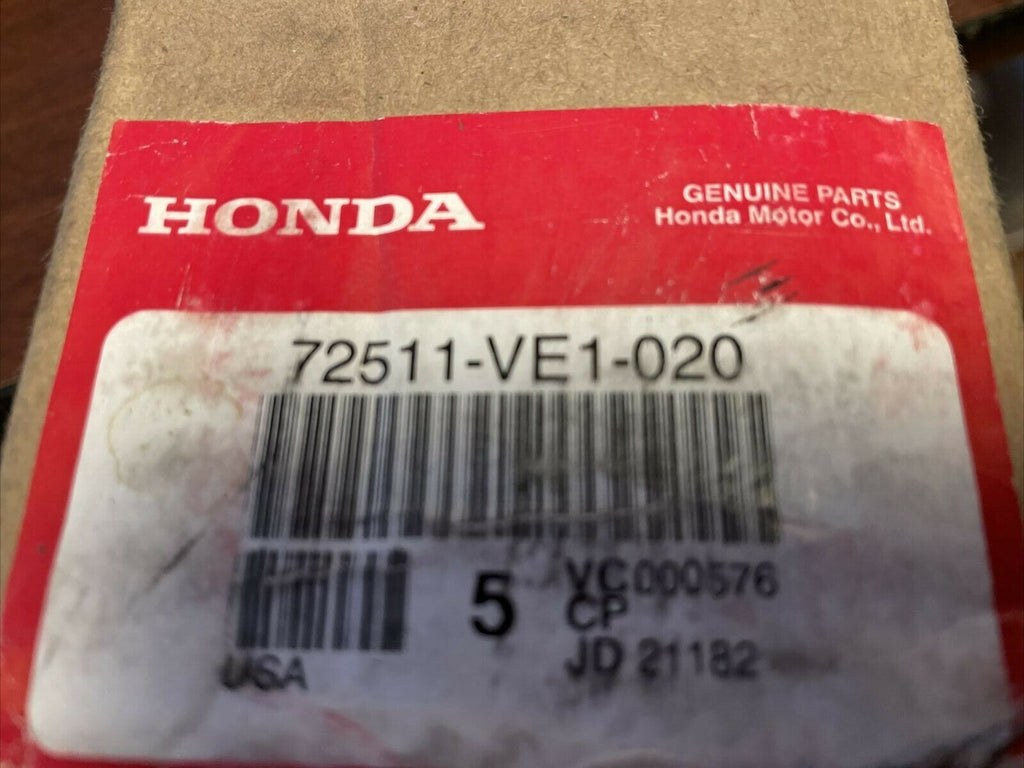 HONDA
GENUINE PARTS
Honda Motor Co., Ltd.
72511-VE1-020
5
VC000576
CP
JD 21182
USA